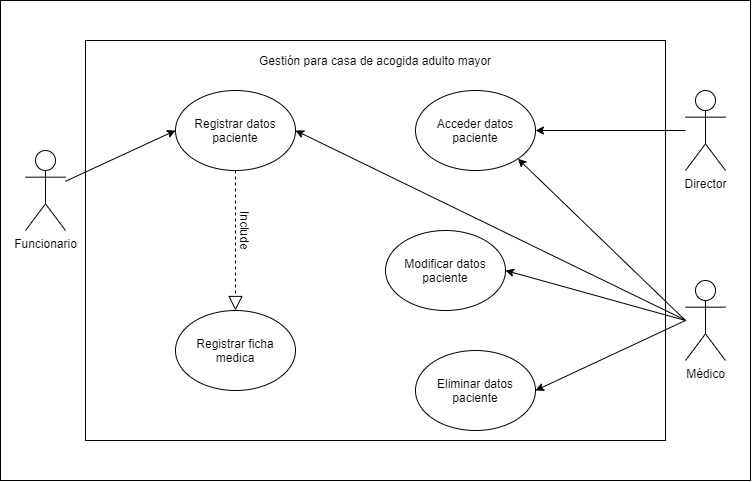 Gestión para casa de acogida adulto mayor
Registrar datos
paciente
Acceder datos
paciente
Director
Funcionario
Include
Modificar datos
paciente
Registrar ficha
medica
Médico
Eliminar datos
paciente